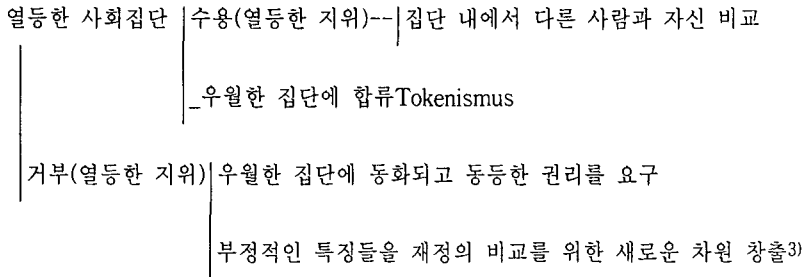 열등한 사회집단 수용(열등한 지위)--집단 내에서 다른 사람과 자신 비교
_우월한 집단에 합류Tokenismus
거부(열등한 지위)우월한 집단에 동화되고 동등한 권리를 요구
부정적인 특징들을 재정의 비교를 위한 새로운 차원 창출3)